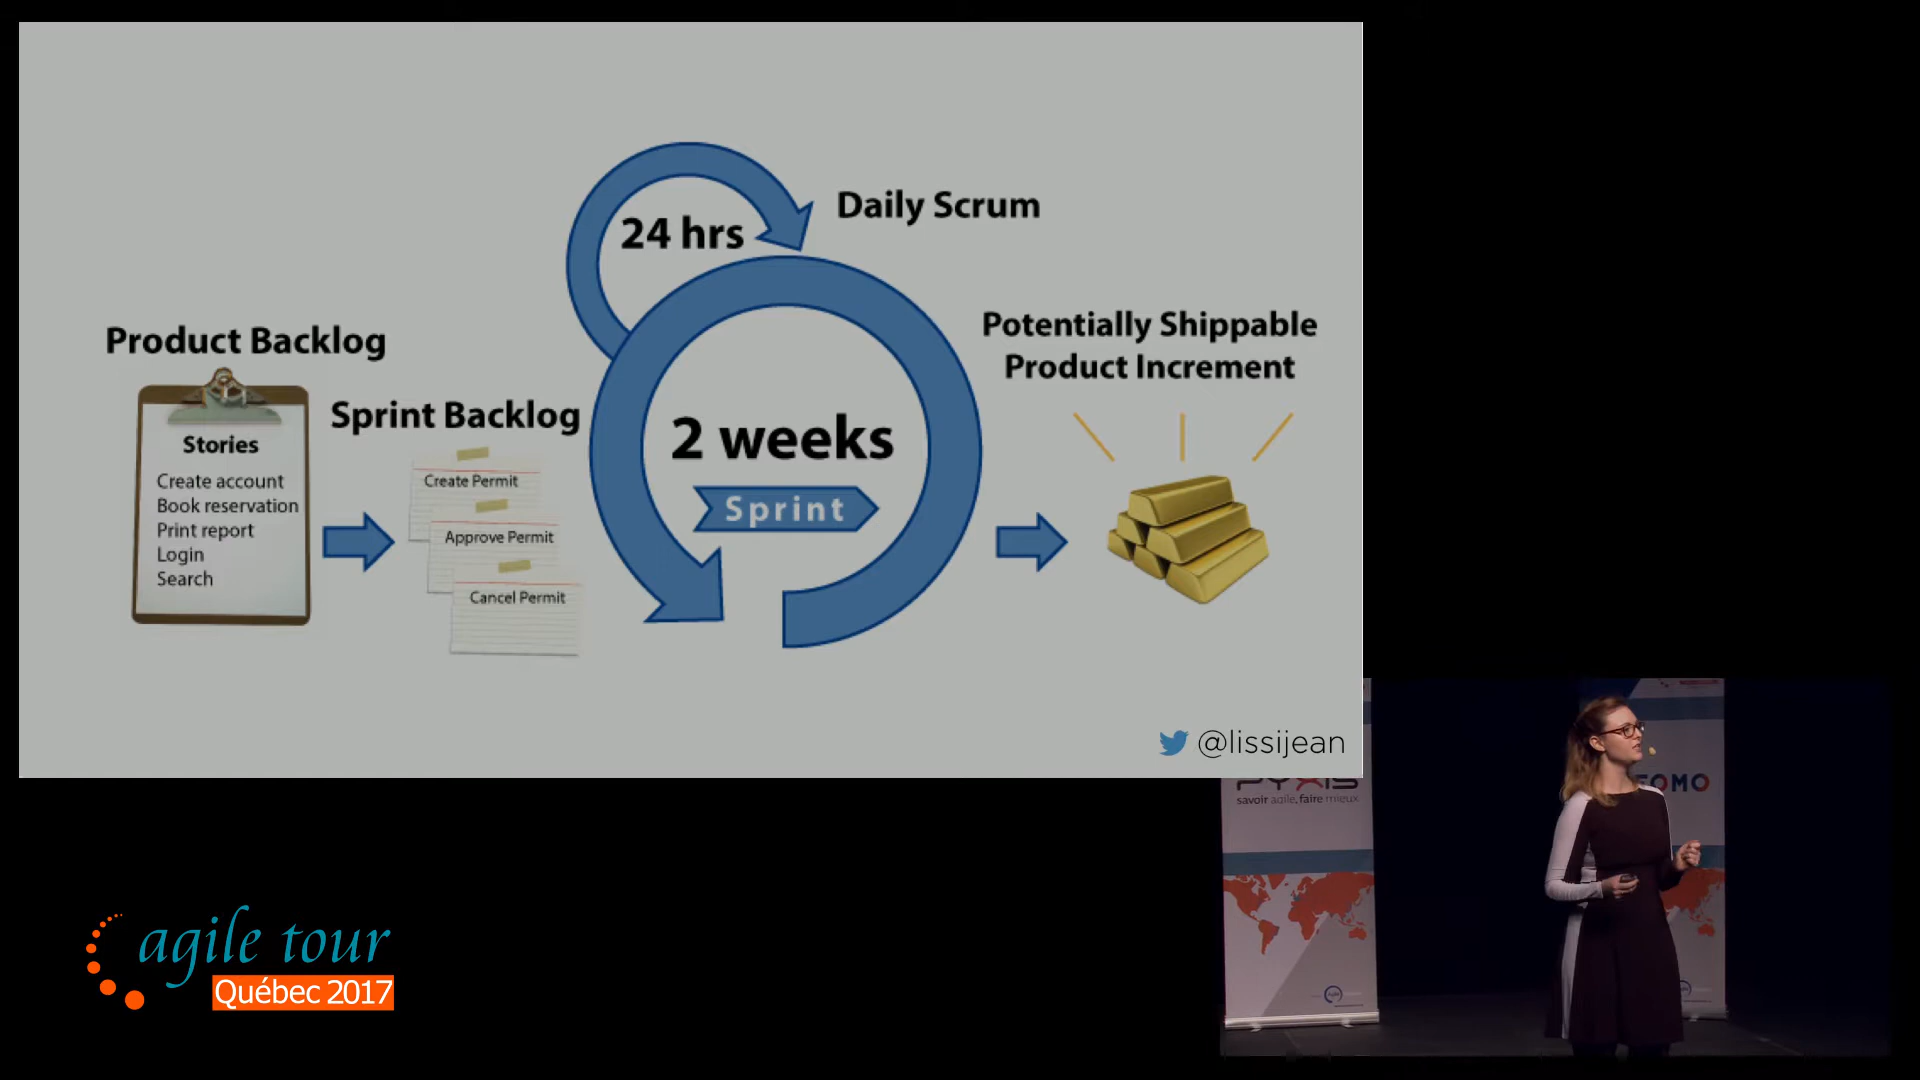 24 hrs
Daily Scrum
Product Backlog
Stories
Create account
Book reservation
Print report
Login
Search
Sprint Backlog
Create Permit
Approve Permit
Cancel Permit
2 weeks
Sprint
Potentially Shippable
Product Increment
@lissijean
PYXIS
savoir agile, faire mieux
FOMO
agile tour
Québec 2017